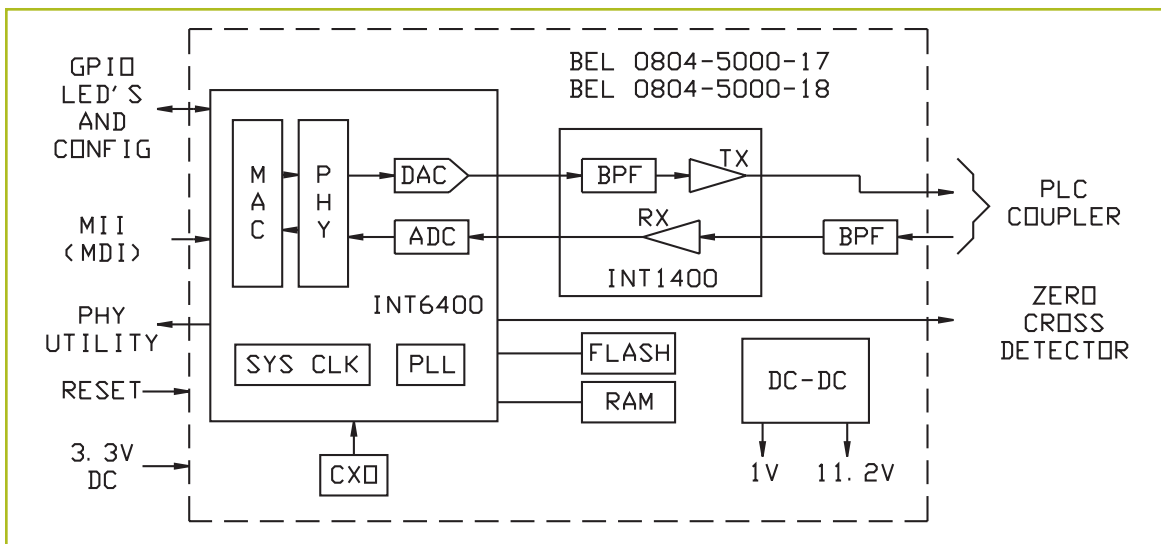 BEL 0804-5000-17
BEL 0804-5000-18
GPIO
LED'S
AND
CONFIG
MII
(MDI)
PHY
UTILITY
RESET
3.3V
DC
MAC
PHY
DAC
ADC
INT6400
SYS CLK
PLL
CXO
BPF
TX
RX
INT1400
BPF
FLASH
RAM
DC-DC
1V
11.2V
PLC
COUPLER
ZERO
CROSS
DETECTOR